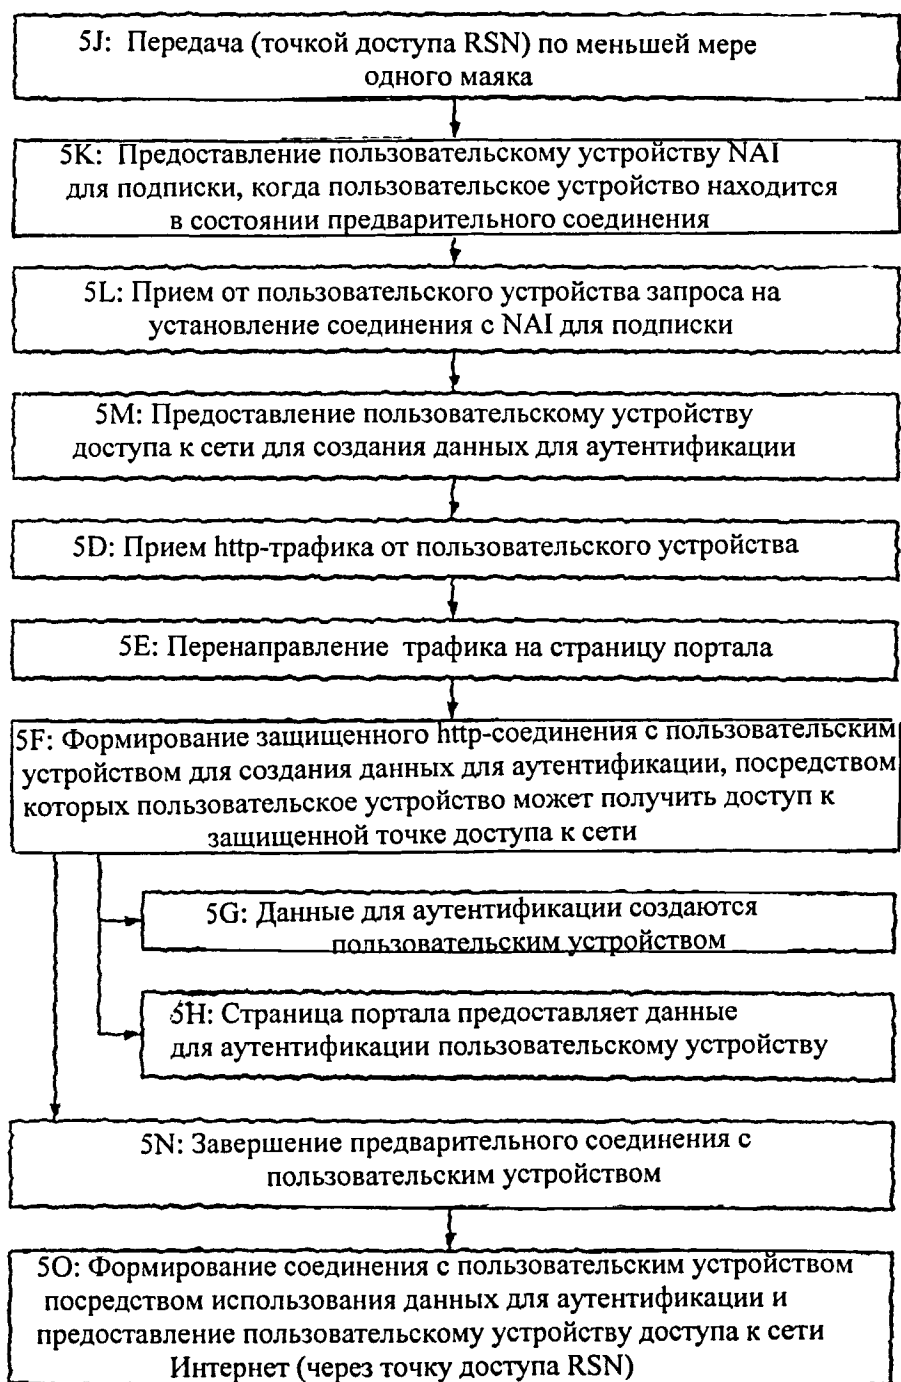 5J: Передача (точкой доступа RSN) по меньшей мере
одного маяка
5K: Предоставление пользовательскому устройству NAI
для подписки, когда пользовательское устройство находится
в состоянии предварительного соединения
5L: Прием от пользовательского устройства запроса на
установление соединения с NAI для подписки
5M: Предоставление пользовательскому устройству
доступа к сети для создания данных для аутентификации
5D: Прием http-трафика от пользовательского устройства
5E: Перенаправление трафика на страницу портала
5F: Формирование защищенного http-соединения с пользовательским
устройством для создания данных для аутентификации, посредством
которых пользовательское устройство может получить доступ к
защищенной точке доступа к сети
5G: Данные для аутентификации создаются
пользовательским устройством
5H: Страница портала предоставляет данные
для аутентификации пользовательскому устройству
5N: Завершение предварительного соединения с
пользовательским устройством
5O: Формирование соединения с пользовательским устройством
посредством использования данных для аутентификации и
предоставление пользовательскому устройству доступа к сети
Интернет (через точку доступа RSN)